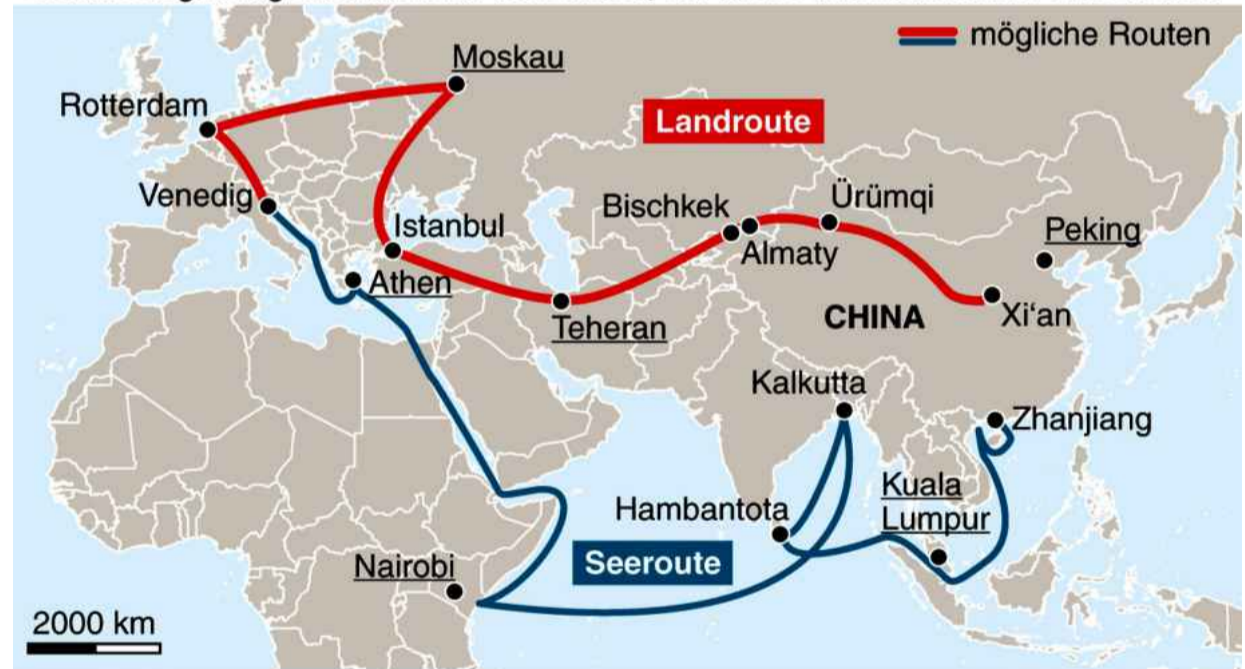 mögliche Routen
Moskau
Rotterdam
Landroute
Venedig
Istanbul
Bischkek
Ürümqi
Almaty
Peking
Athen
Teheran
CHINA
Xi‘an
Kalkutta
Zhanjiang
Kuala
Lumpur
Hambantota
Seeroute
Nairobi
2000 km